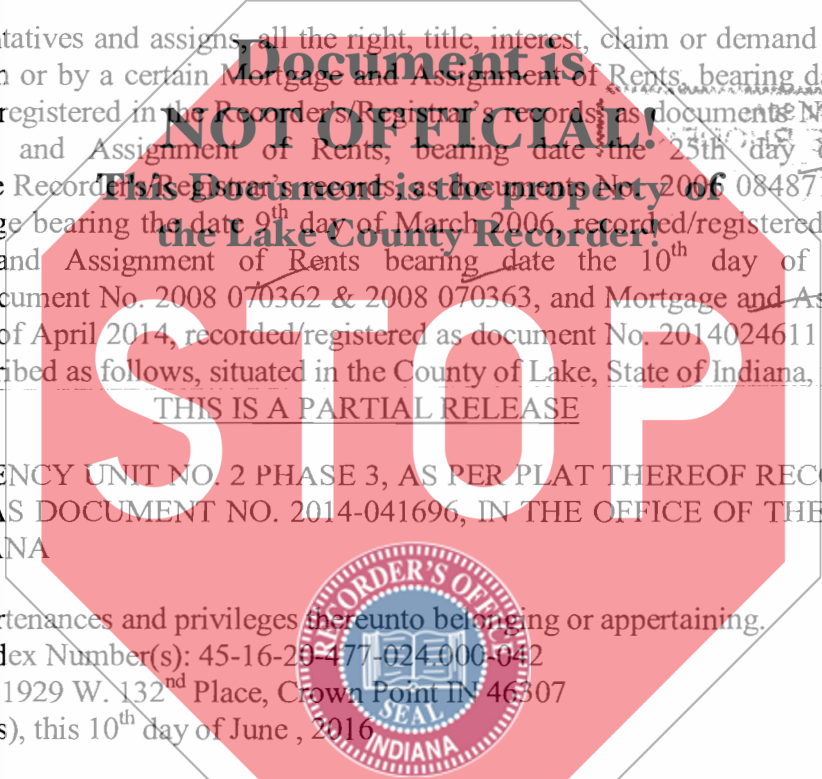 tatives and assigns, all the right, title, interest, claim or demand
Document is
or by a certain Mortgage and Assignment of Rents, bearing da
registered in the Recorder's/Registrar's records, as documents N
NOT OFFICIAL!
and Assignment of Rents, bearing date the 25th day
Recorder's/Registrar's records, as documents No. 2006 08487
This Document is the property of
ge bearing the date 9th day of March 2006, recorded/registered
the Lake County Recorder!
and Assignment of Rents bearing date the 10th day of
cument No. 2008 070362 & 2008 070363, and Mortgage and As
of April 2014, recorded/registered as document No. 2014024611
ibed as follows, situated in the County of Lake, State of Indiana,
THIS IS A PARTIAL RELEASE
STOP
ENCY UNIT NO. 2 PHASE 3, AS PER PLAT THEREOF RECO
AS DOCUMENT NO. 2014-041696, IN THE OFFICE OF THE
ANA
RECORDER'S OFFICE
rtenances and privileges thereunto belonging or appertaining.
dex Number(s): 45-16-20-477-024.000-042
1929 W. 132nd Place, Crown Point IN 46307
SEAL
s), this 10th day of June , 2016
INDIANA